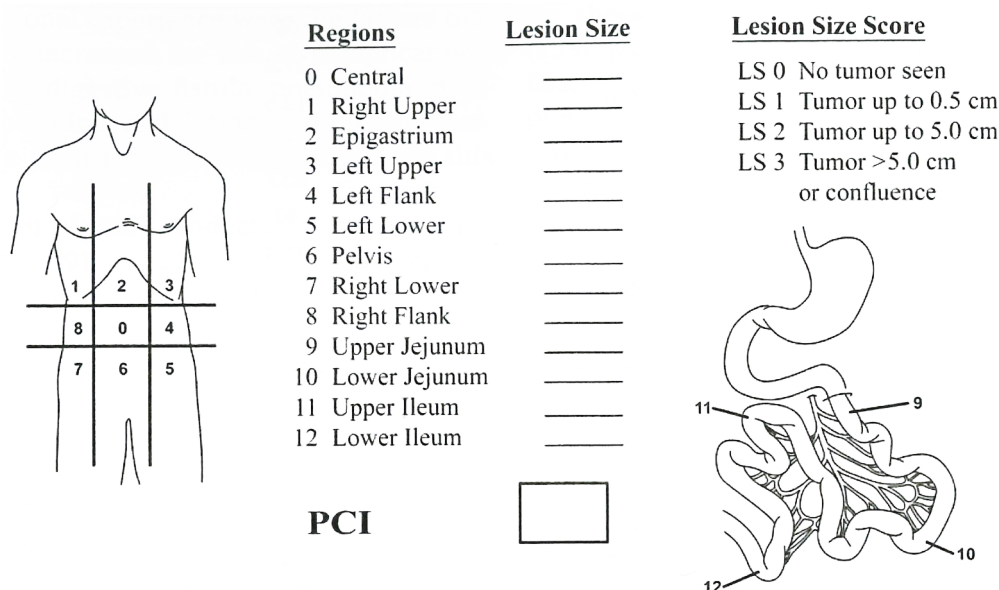 Regions
Lesion Size
0 Central
1 Right Upper
2 Epigastrium
3 Left Upper
4 Left Flank
5 Left Lower
6 Pelvis
7 Right Lower
8 Right Flank
9 Upper Jejunum
10 Lower Jejunum
11 Upper Ileum
12 Lower Ileum
PCI
Lesion Size Score
LS 0 No tumor seen
LS 1 Tumor up to 0.5 cm
LS 2 Tumor up to 5.0 cm
LS 3 Tumor >5.0 cm
or confluence
1 2 3
8 0 4
7 6 5
11
9
10
12